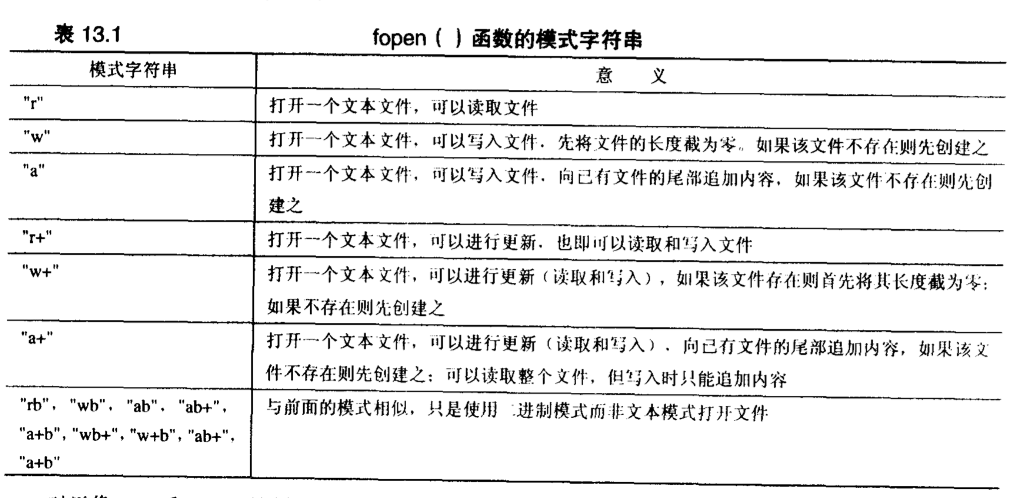 表 13.1 fopen ( ) 函数的模式字符串
模式字符串 意 义
"r" 打开一个文本文件，可以读取文件
"w" 打开一个文本文件，可以写入文件，先将文件的长度截为零。如果该文件不存在则先创建之
"a" 打开一个文本文件，可以写入文件，向已有文件的尾部追加内容，如果该文件不存在则先创
建之
"r+" 打开一个文本文件，可以进行更新，也即可以读取和写入文件
"w+" 打开一个文本文件，可以进行更新（读取和写入），如果该文件存在则首先将其长度截为零；
如果不存在则先创建之
"a+" 打开一个文本文件，可以进行更新（读取和写入），向已有文件的尾部追加内容，如果该文
件不存在则先创建之；可以读取整个文件，但写入时只能追加内容
"rb"，"wb"，"ab"，"ab+"， 与前面的模式相似，只是使用二进制模式而非文本模式打开文件
"a+b"，"wb+"，"w+b"，"ab+"，
"a+b"